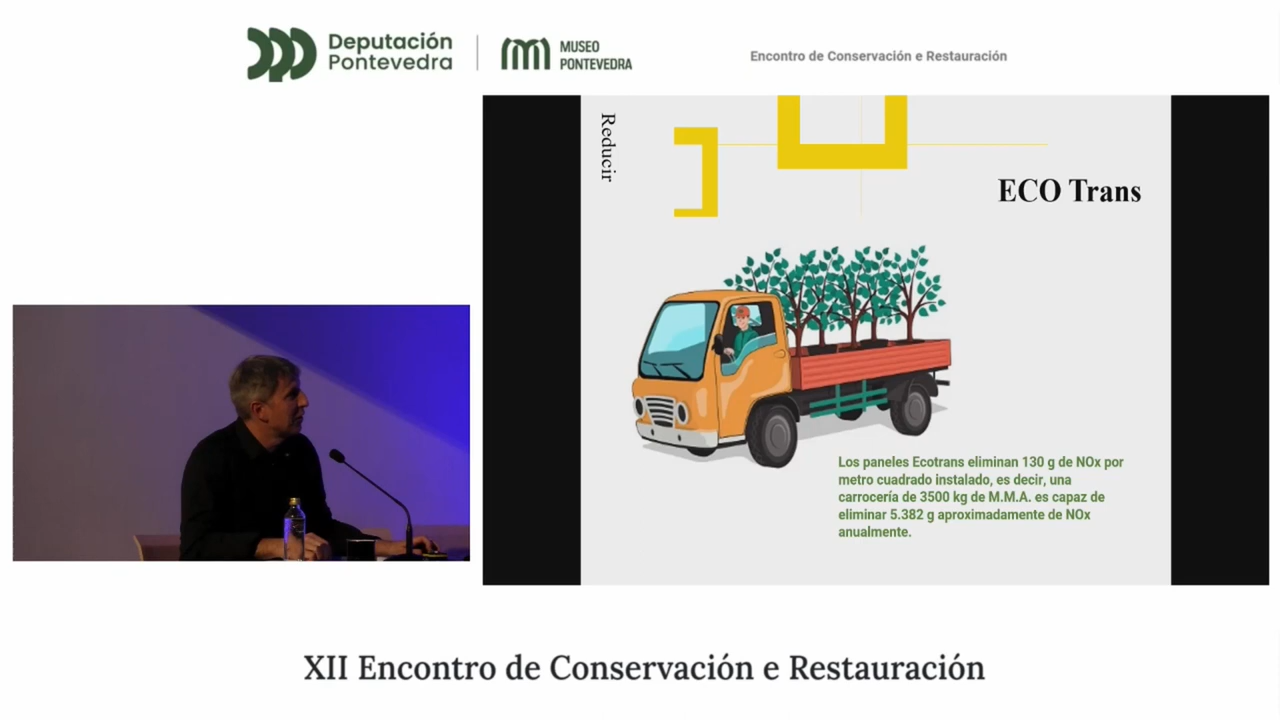 Deputación
Pontevedra
MUSEO
PONTEVEDRA
Encontro de Conservación e Restauración
Reducir
ECO Trans
Los paneles Ecotrans eliminan 130 g de NOx por
metro cuadrado instalado, es decir, una
carrocería de 3500 kg de M.M.A. es capaz de
eliminar 5.382 g aproximadamente de NOx
anualmente.
XII Encontro de Conservación e Restauración